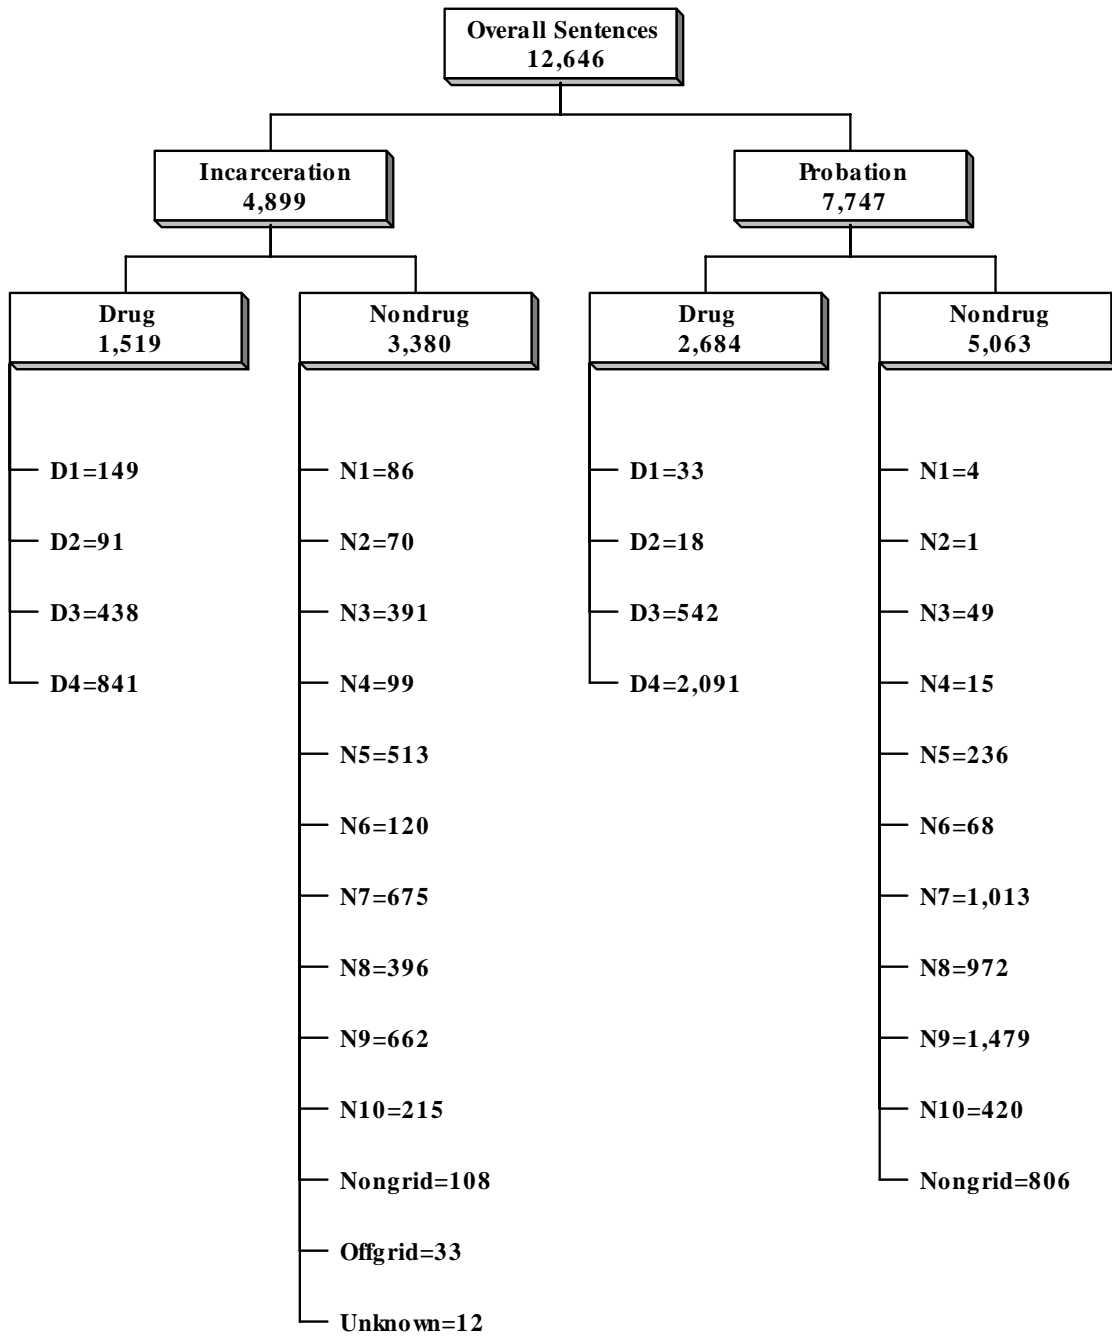 Overall Sentences
12,646
Incarceration
4,899
Probation
7,747
Drug
1,519
Nondrug
3,380
Drug
2,684
Nondrug
5,063
D1=149
D2=91
D3=438
D4=841
N1=86
N2=70
N3=391
N4=99
N5=513
N6=120
N7=675
N8=396
N9=662
N10=215
Nongrid=108
Offgrid=33
Unknown=12
D1=33
D2=18
D3=542
D4=2,091
N1=4
N2=1
N3=49
N4=15
N5=236
N6=68
N7=1,013
N8=972
N9=1,479
N10=420
Nongrid=806